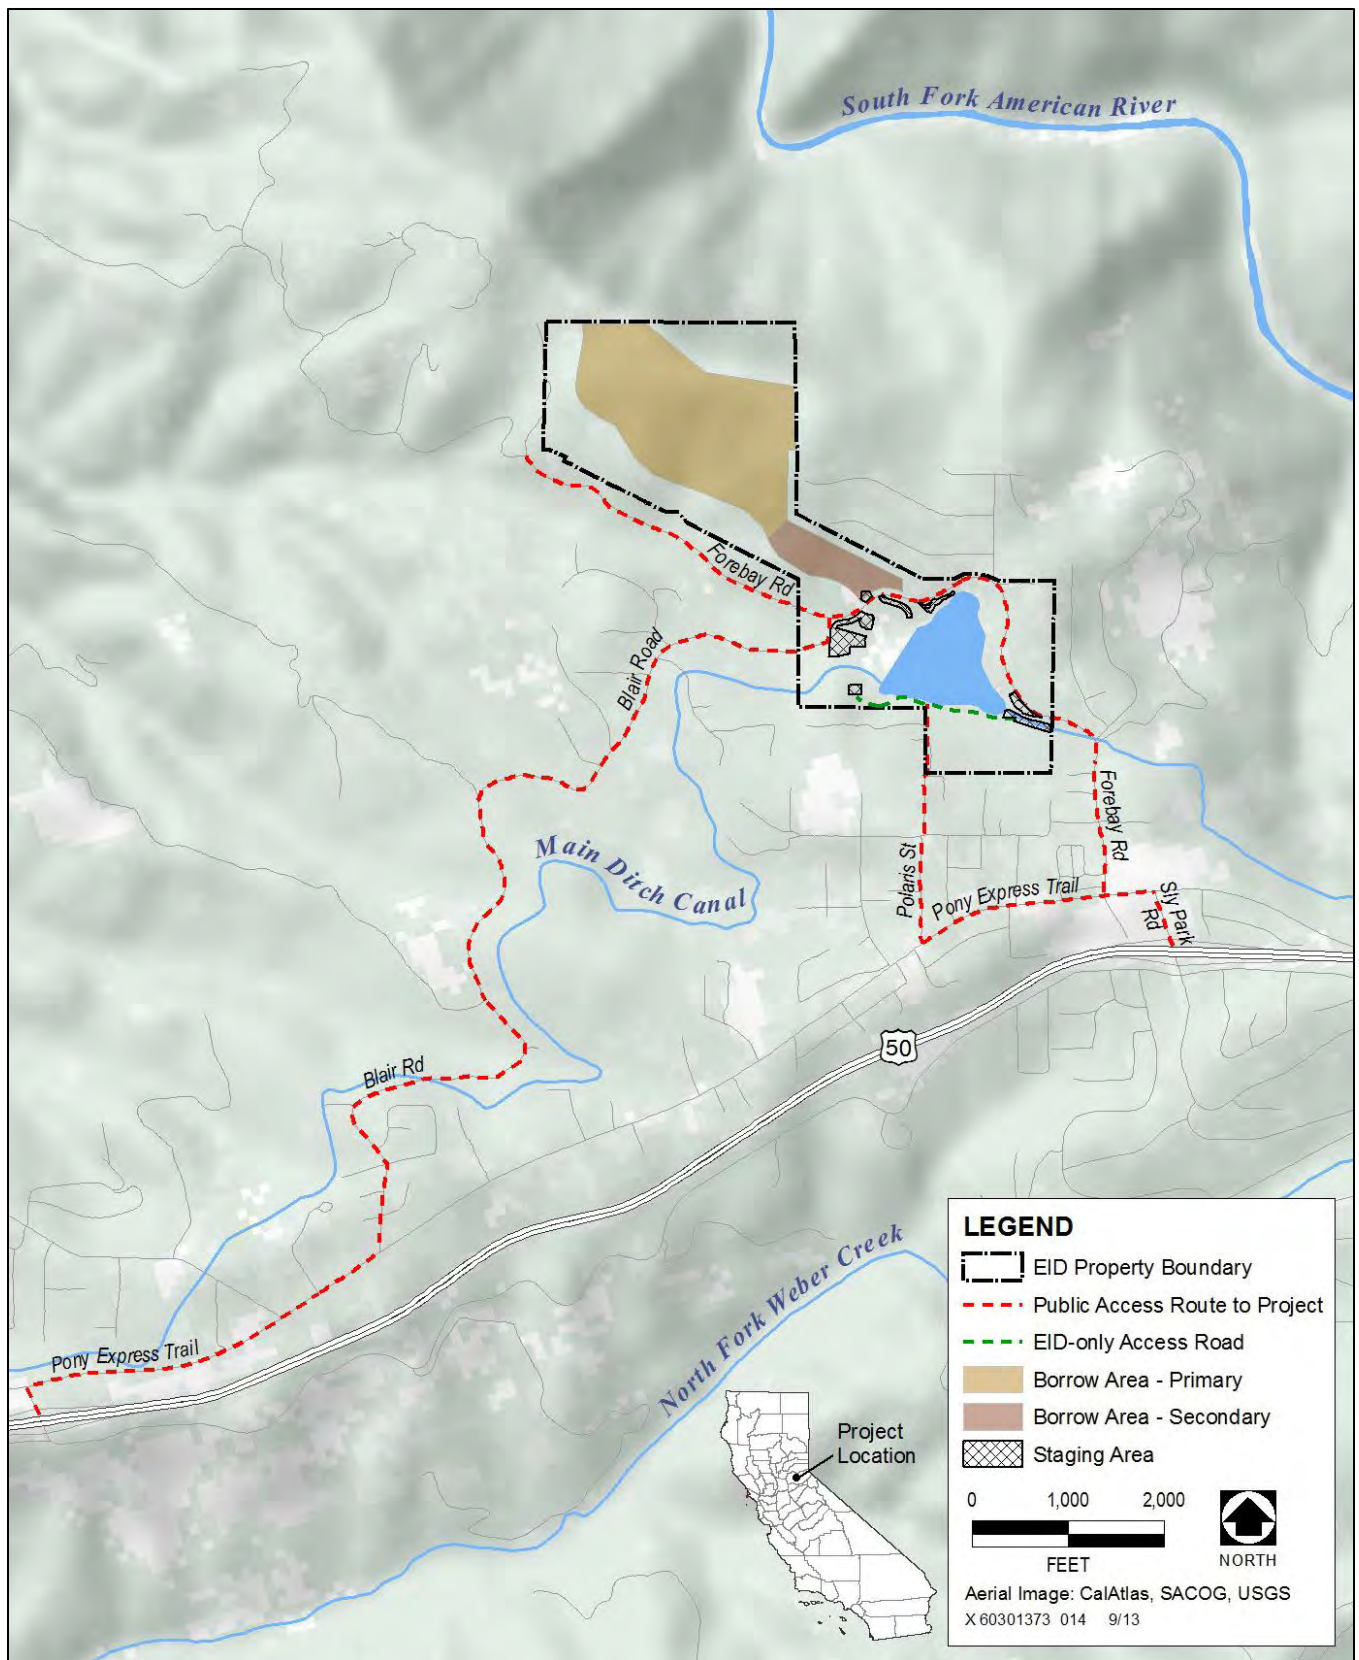 South Fork American River
Forebay Rd
Blair Road
Main Ditch Canal
Forebay Rd
Polaris St
Pony Express Trail
Sly Park
Rd
50
Blair Rd
Pony Express Trail
North Fork Weber Creek
Project
Location
LEGEND
EID Property Boundary
Public Access Route to Project
EID-only Access Road
Borrow Area - Primary
Borrow Area - Secondary
Staging Area
0 1,000 2,000
FEET
NORTH
Aerial Image: CalAtlas, SACOG, USGS
X 60301373 014 9/13